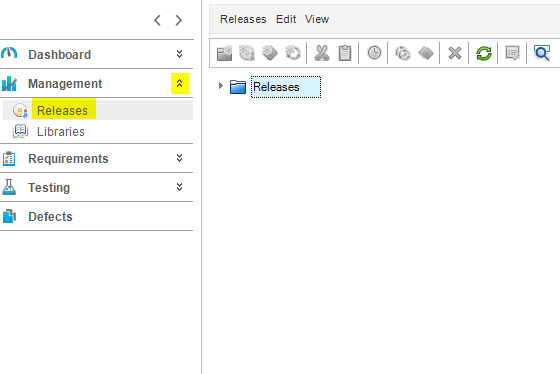 Dashboard
Management
Releases
Libraries
Requirements
Testing
Defects
Releases Edit View
Releases